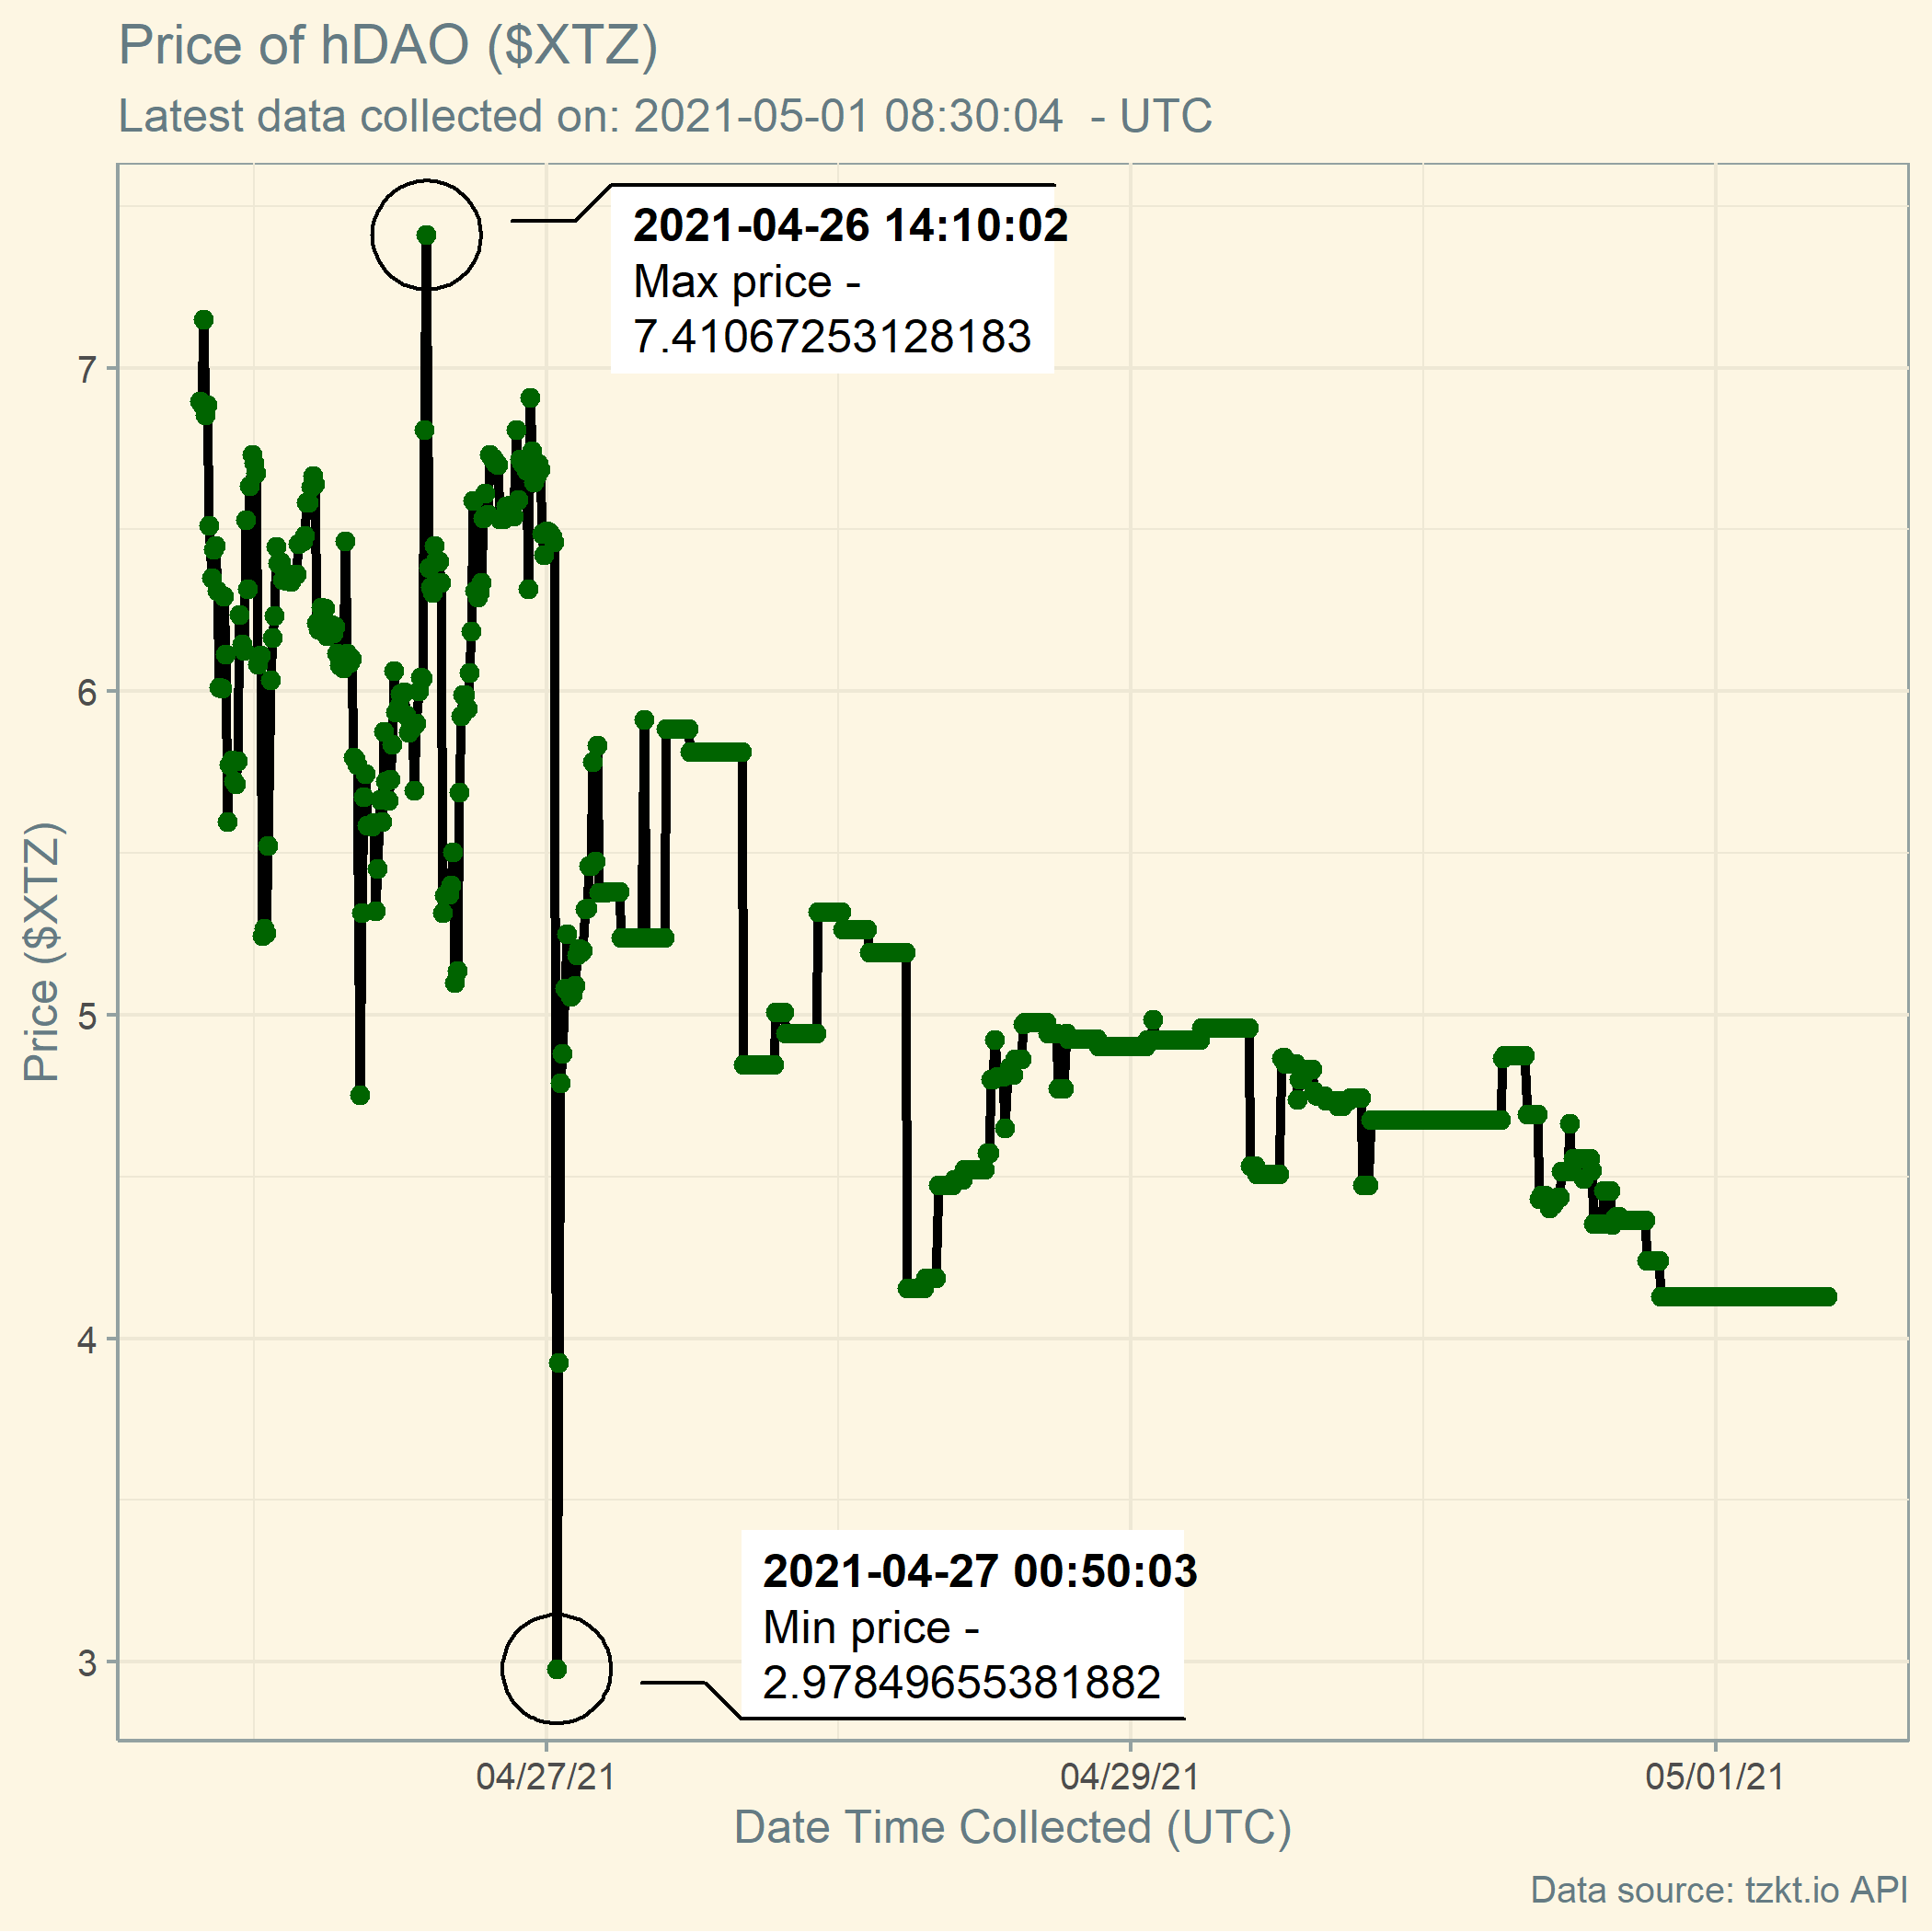 Price of hDAO ($XTZ)
Latest data collected on: 2021-05-01 08:30:04  - UTC
2021-04-26 14:10:02
Max price -
7.41067253128183
7
6
5
4
3
Price ($XTZ)
2021-04-27 00:50:03
Min price -
2.97849655381882
04/27/21
04/29/21
05/01/21
Date Time Collected (UTC)
Data source: tzkt.io API